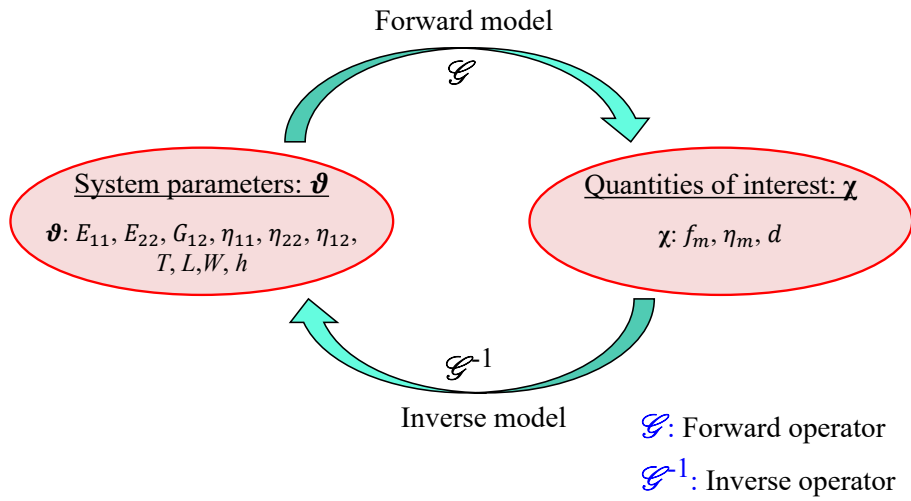 Forward model
𝒢
System parameters: 𝝑
𝝑: E₁₁, E₂₂, G₁₂, η₁₁, η₂₂, η₁₂,
T, L,W, h
Quantities of interest: χ
χ: fₘ, ηₘ, d
𝒢⁻¹
Inverse model
𝒢: Forward operator
𝒢⁻¹: Inverse operator